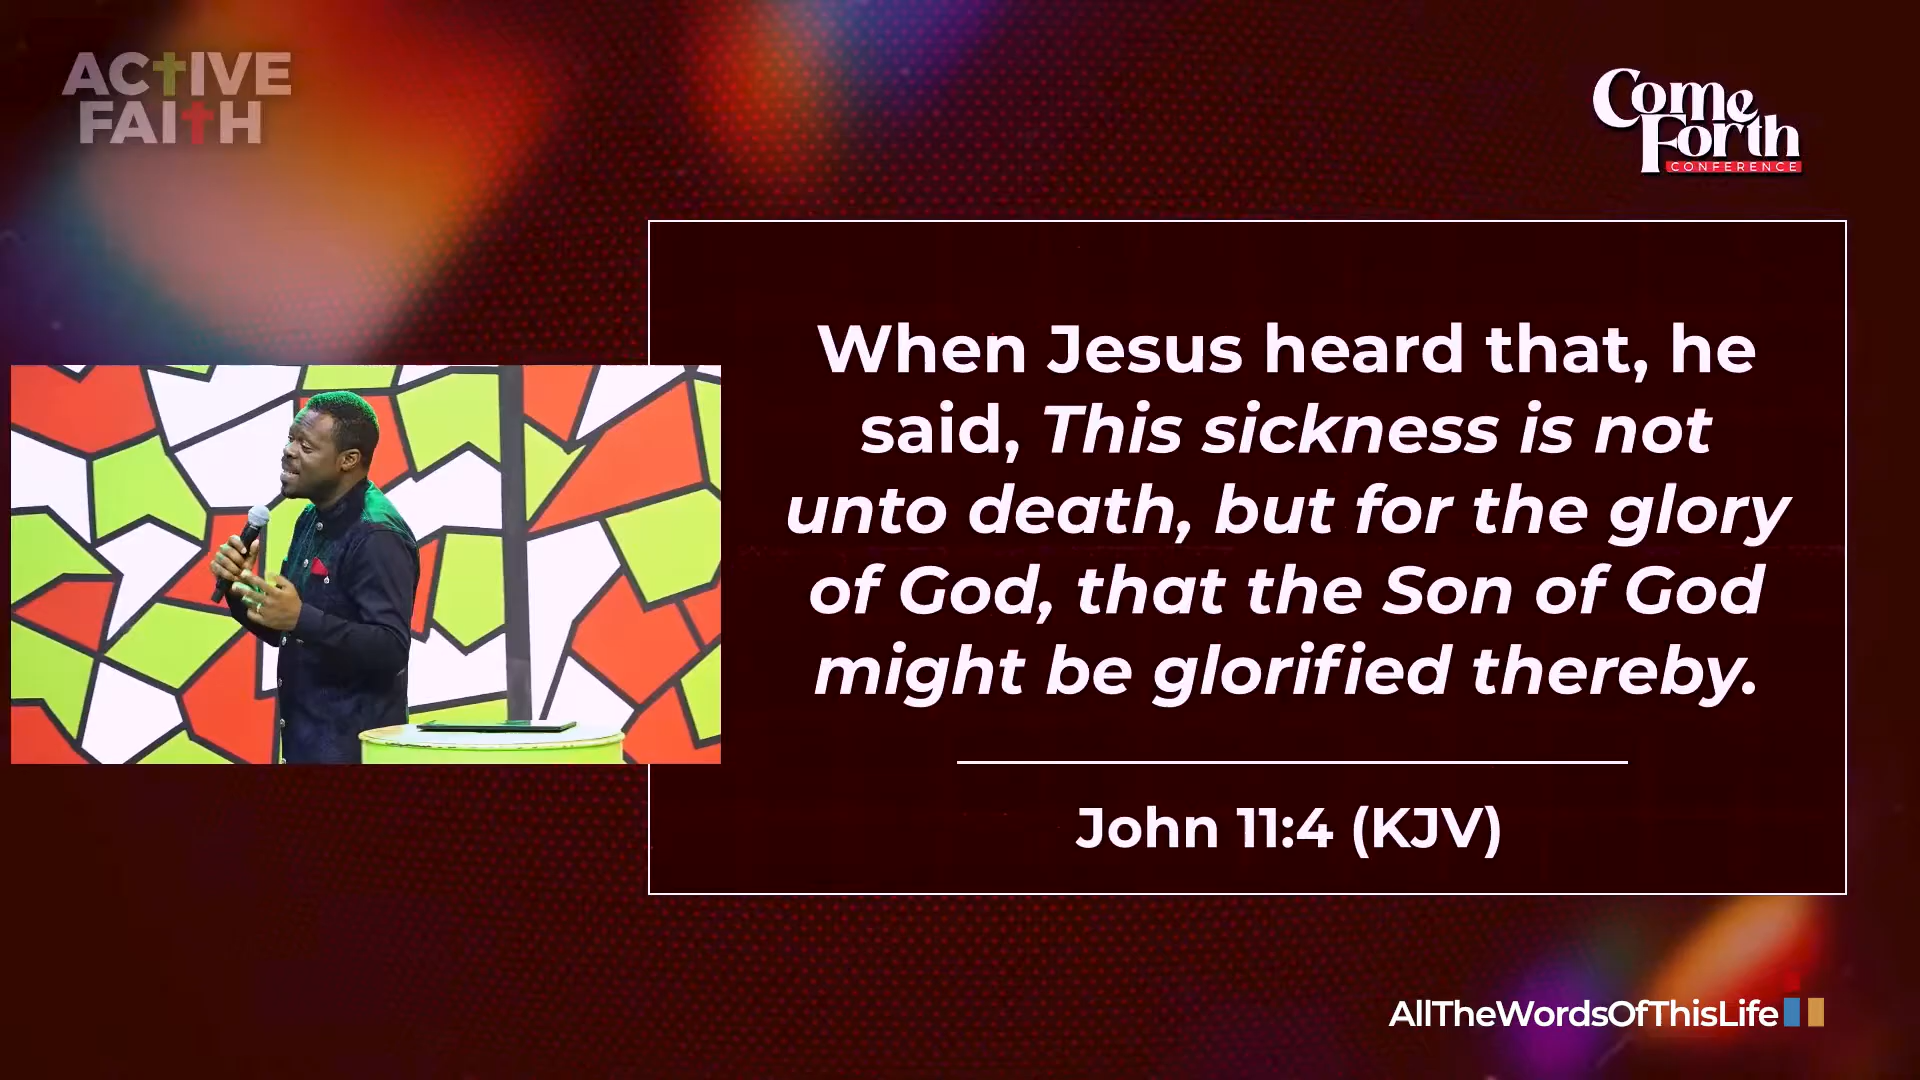 ACTIVE
FAITH
Come
Forth
CONFERENCE
When Jesus heard that, he
said, This sickness is not
unto death, but for the glory
of God, that the Son of God
might be glorified thereby.
John 11:4 (KJV)
AllTheWordsOfThisLife